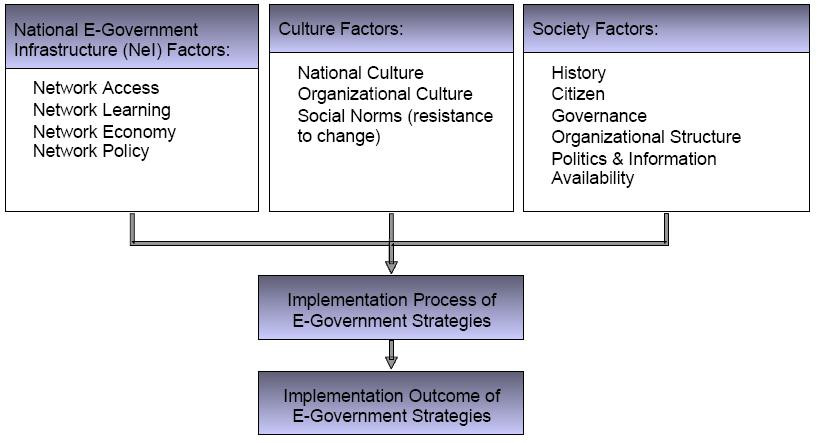 National E-Government
Infrastructure (NeI) Factors:
Network Access
Network Learning
Network Economy
Network Policy
Culture Factors:
National Culture
Organizational Culture
Social Norms (resistance
to change)
Society Factors:
History
Citizen
Governance
Organizational Structure
Politics & Information
Availability
Implementation Process of
E-Government Strategies
Implementation Outcome of
E-Government Strategies